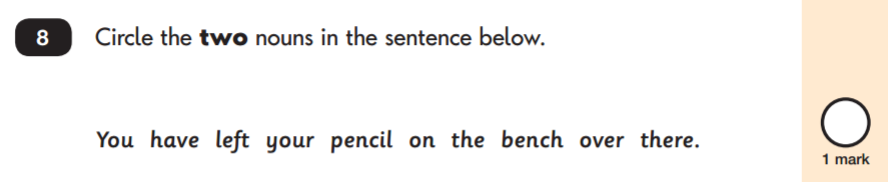 8 Circle the two nouns in the sentence below.
You have left your pencil on the bench over there.
1 mark